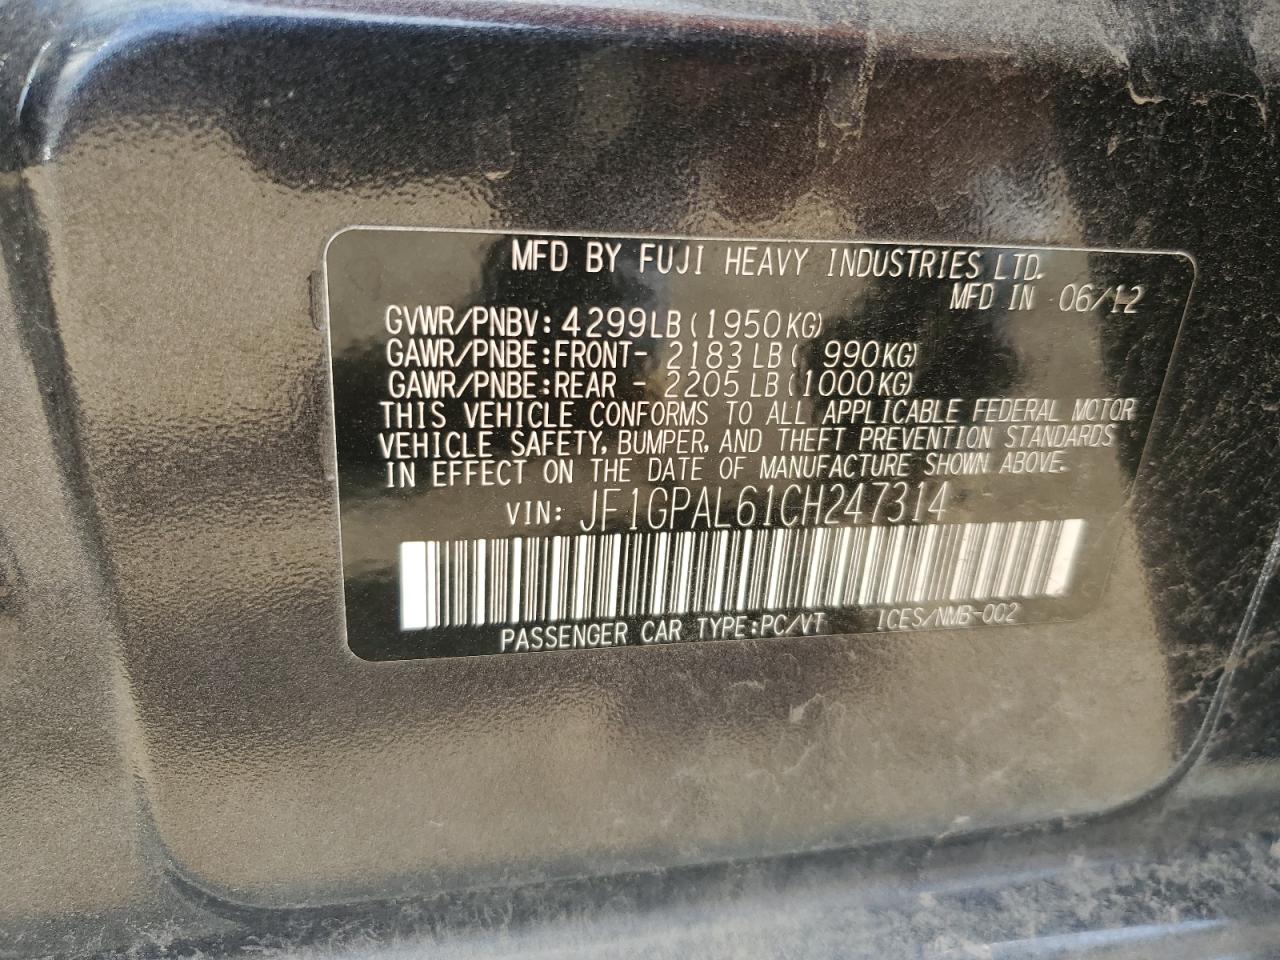 MFD BY FUJI HEAVY INDUSTRIES LTD.
MFD IN 06/12
GVWR/PNBV: 4299LB(1950KG)
GAWR/PNBE:FRONT- 2183LB( 990KG)
GAWR/PNBE:REAR - 2205LB(1000KG)
THIS VEHICLE CONFORMS TO ALL APPLICABLE FEDERAL MOTOR
VEHICLE SAFETY, BUMPER, AND THEFT PREVENTION STANDARDS
IN EFFECT ON THE DATE OF MANUFACTURE SHOWN ABOVE.
VIN: JF1GPAL61CH247314
PASSENGER CAR TYPE:PC/VT ICES/NMB-002